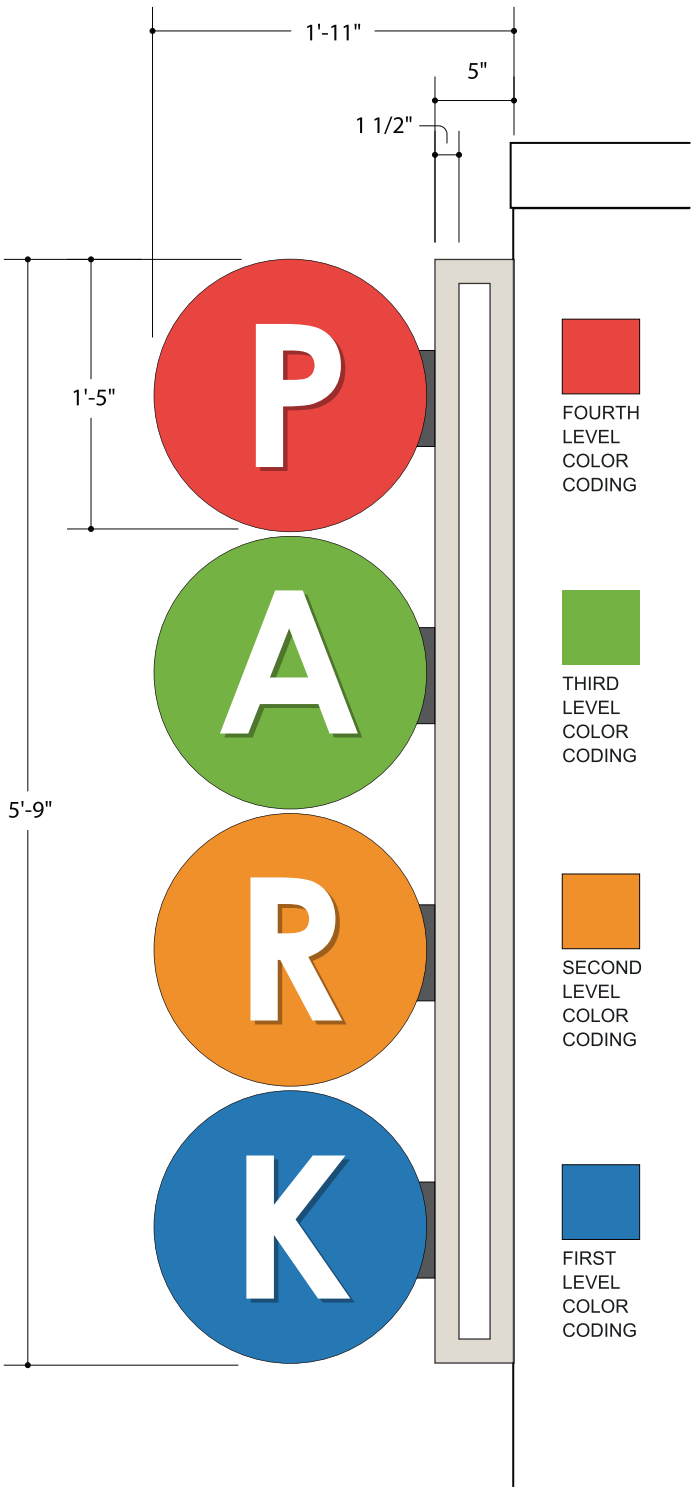 1'-11"
5"
1 1/2"
1'-5"
5'-9"
P
A
R
K
FOURTH
LEVEL
COLOR
CODING
THIRD
LEVEL
COLOR
CODING
SECOND
LEVEL
COLOR
CODING
FIRST
LEVEL
COLOR
CODING